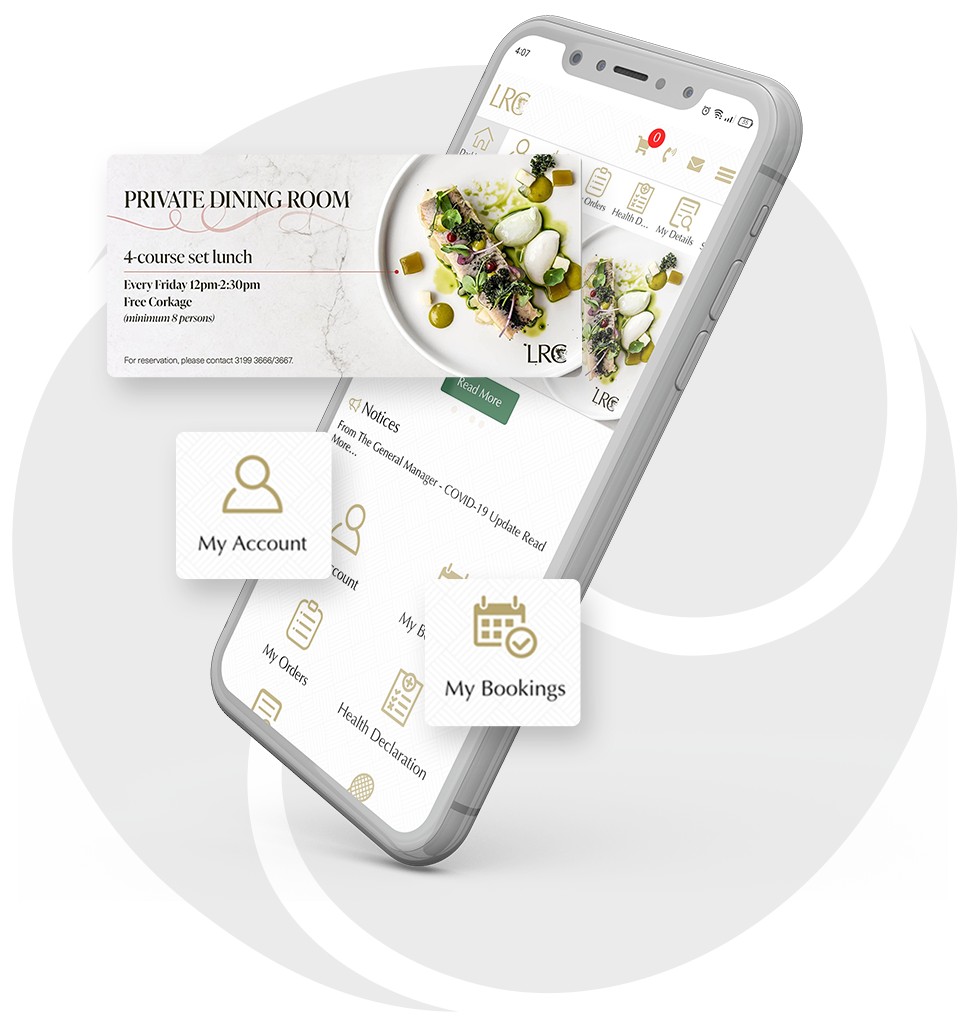 4:07
LRC
0
Orders
Health D...
My Details
PRIVATE DINING ROOM
4-course set lunch
Every Friday 12pm-2:30pm
Free Corkage
(minimum 8 persons)
For reservation, please contact 3199 3666/3667.
LRC
LRC
Read More
Notices
From The General Manager - COVID-19 Update Read
More...
My Account
ccount
My B
My Orders
My Bookings
Health Declaration